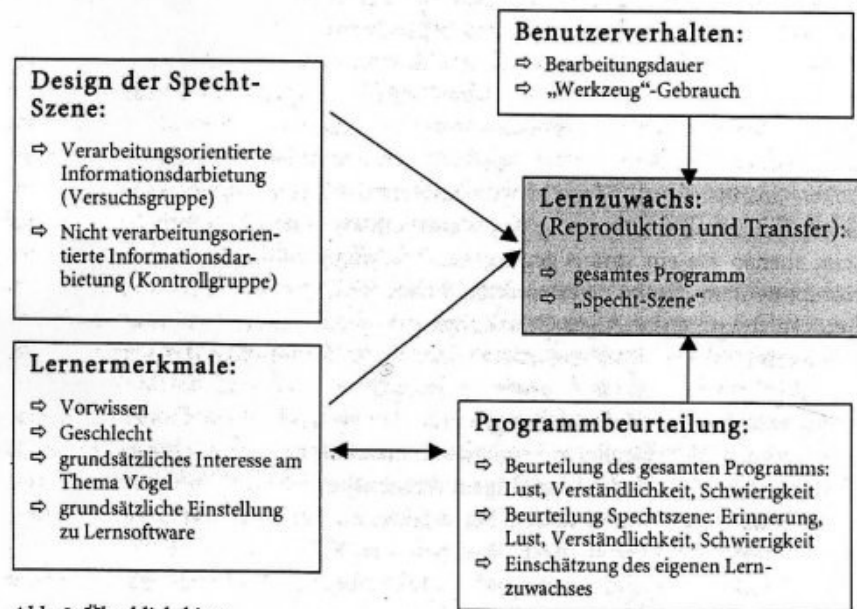 Benutzerverhalten:
⇨ Bearbeitungsdauer
⇨ „Werkzeug“-Gebrauch
Design der Specht-
Szene:
⇨ Verarbeitungsorientierte
Informationsdarbietung
(Versuchsgruppe)
⇨ Nicht verarbeitungsorien-
tierte Informationsdar-
bietung (Kontrollgruppe)
Lernzuwachs:
(Reproduktion und Transfer):
⇨ gesamtes Programm
⇨ „Specht-Szene“
Lernermerkmale:
⇨ Vorwissen
⇨ Geschlecht
⇨ grundsätzliches Interesse am
Thema Vögel
⇨ grundsätzliche Einstellung
zu Lernsoftware
Programmbeurteilung:
⇨ Beurteilung des gesamten Programms:
Lust, Verständlichkeit, Schwierigkeit
⇨ Beurteilung Spechtszene: Erinnerung,
Lust, Verständlichkeit, Schwierigkeit
⇨ Einschätzung des eigenen Lern-
zuwachses